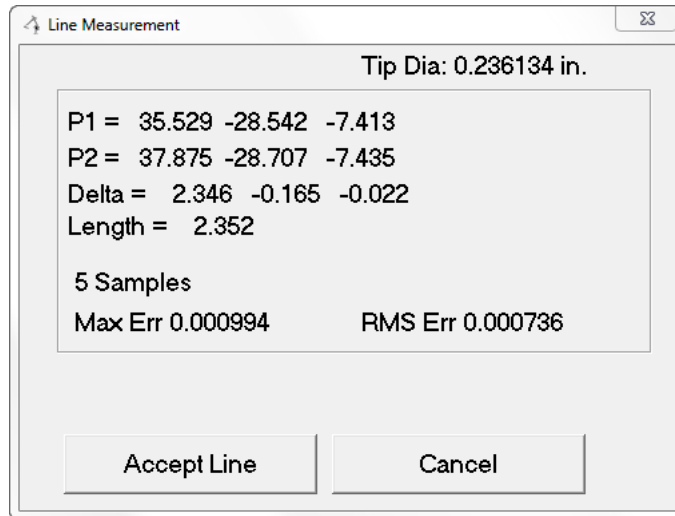 Line Measurement
Tip Dia: 0.236134 in.
P1 = 35.529 -28.542 -7.413
P2 = 37.875 -28.707 -7.435
Delta = 2.346 -0.165 -0.022
Length = 2.352
5 Samples
Max Err 0.000994 RMS Err 0.000736
Accept Line Cancel